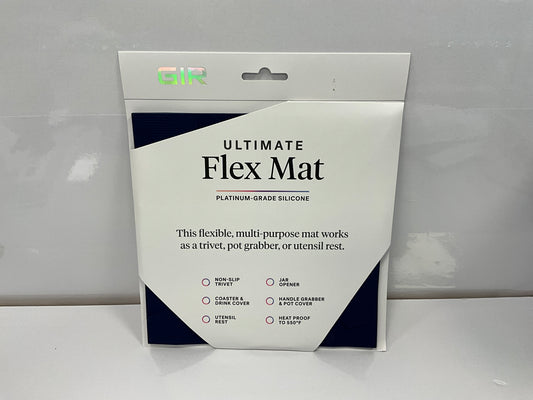 GIR
ULTIMATE
Flex Mat
PLATINUM-GRADE SILICONE
This flexible, multi-purpose mat works
as a trivet, pot grabber, or utensil rest.
NON-SLIP
TRIVET
JAR
OPENER
COASTER &
DRINK COVER
HANDLE GRABBER
& POT COVER
UTENSIL
REST
HEAT PROOF
TO 550°F